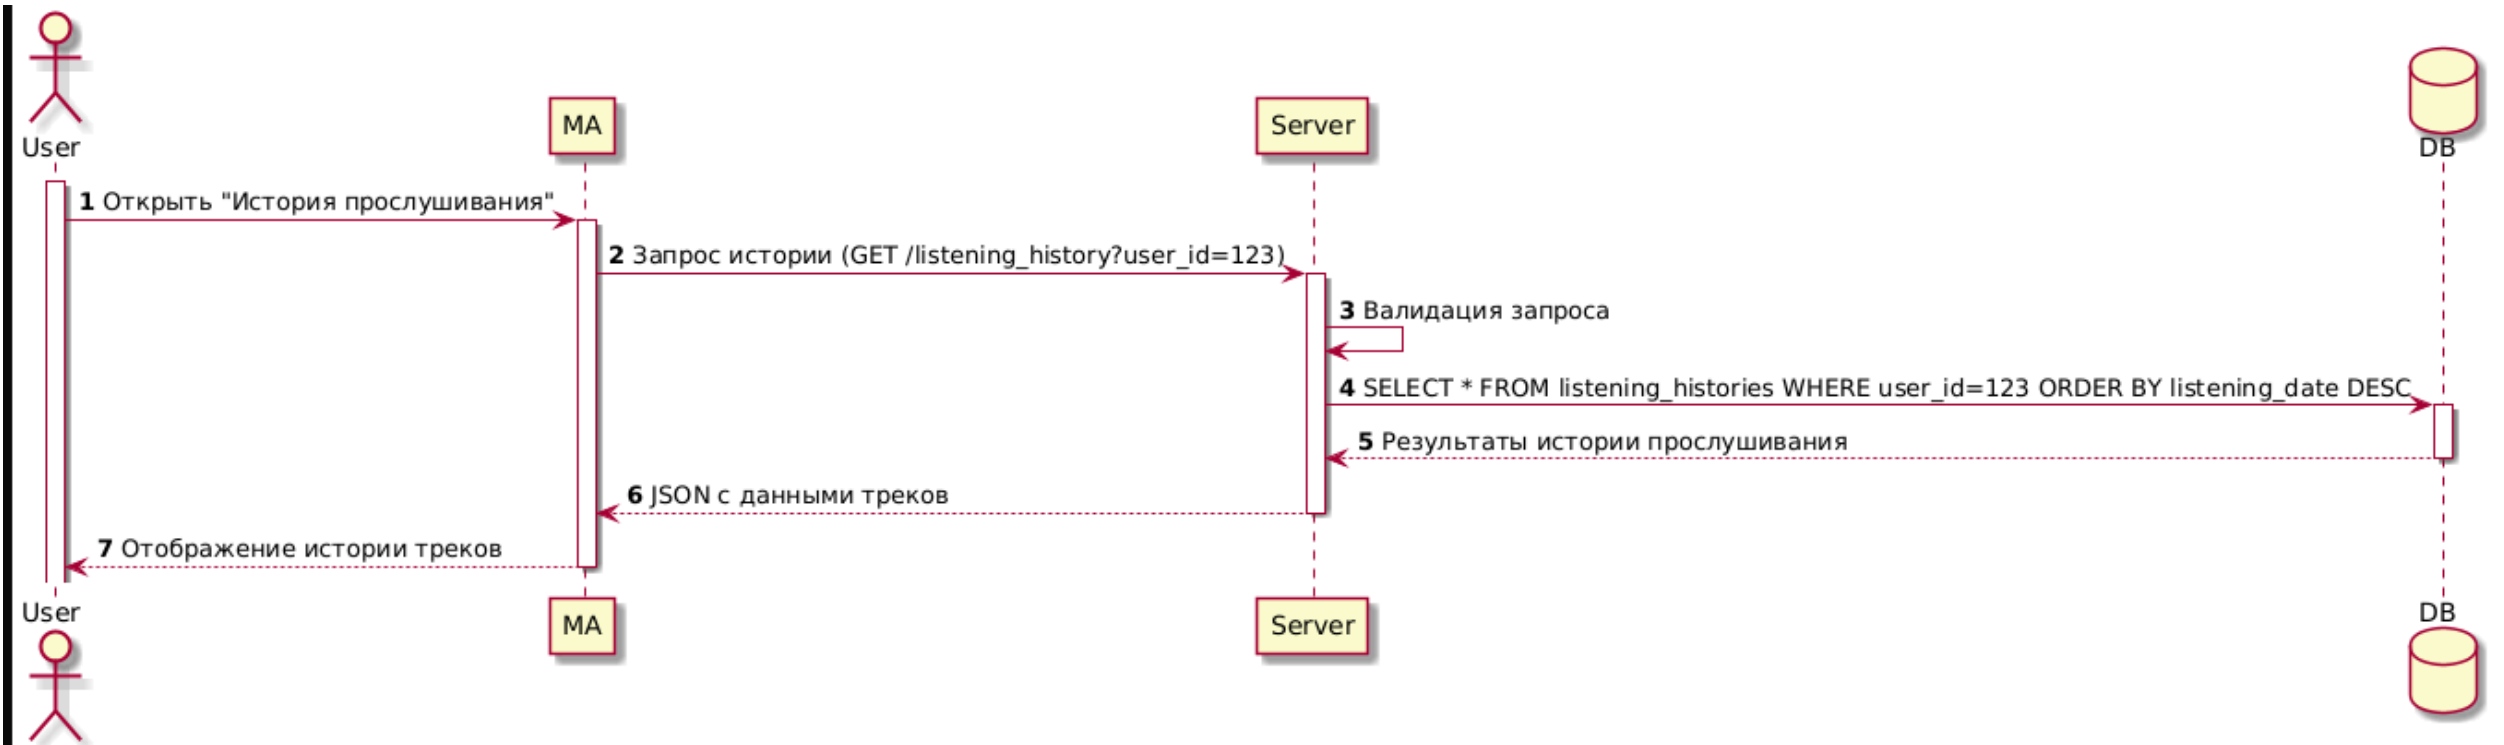 User
MA
Server
DB
1 Открыть "История прослушивания"
2 Запрос истории (GET /listening_history?user_id=123)
3 Валидация запроса
4 SELECT * FROM listening_histories WHERE user_id=123 ORDER BY listening_date DESC
5 Результаты истории прослушивания
6 JSON с данными треков
7 Отображение истории треков
User
MA
Server
DB